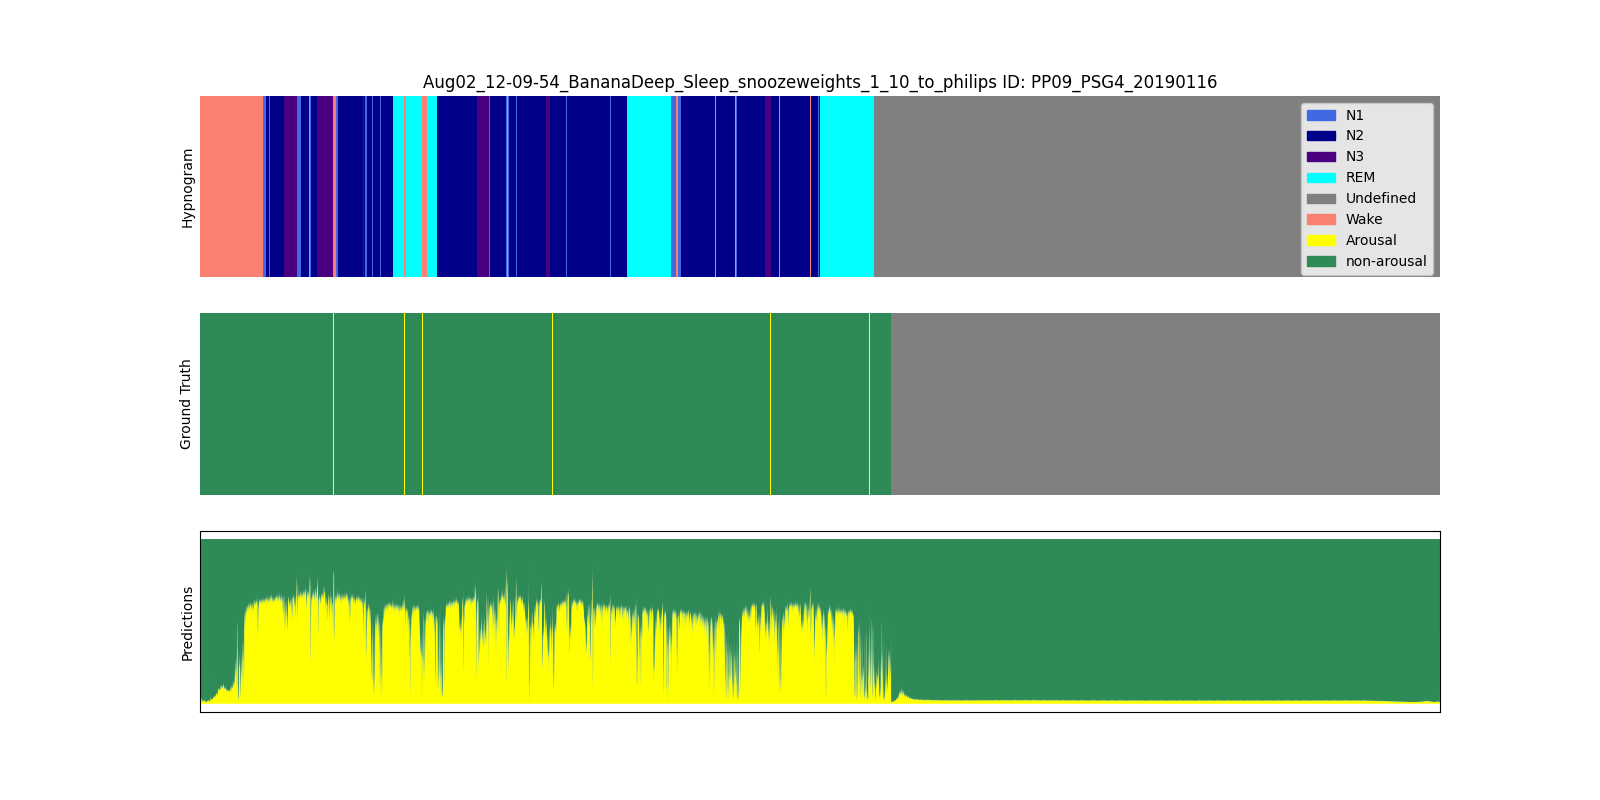 Aug02_12-09-54_BananaDeep_Sleep_snoozeweights_1_10_to_philips ID: PP09_PSG4_20190116
Hypnogram
N1
N2
N3
REM
Undefined
Wake
Arousal
non-arousal
Ground Truth
Predictions